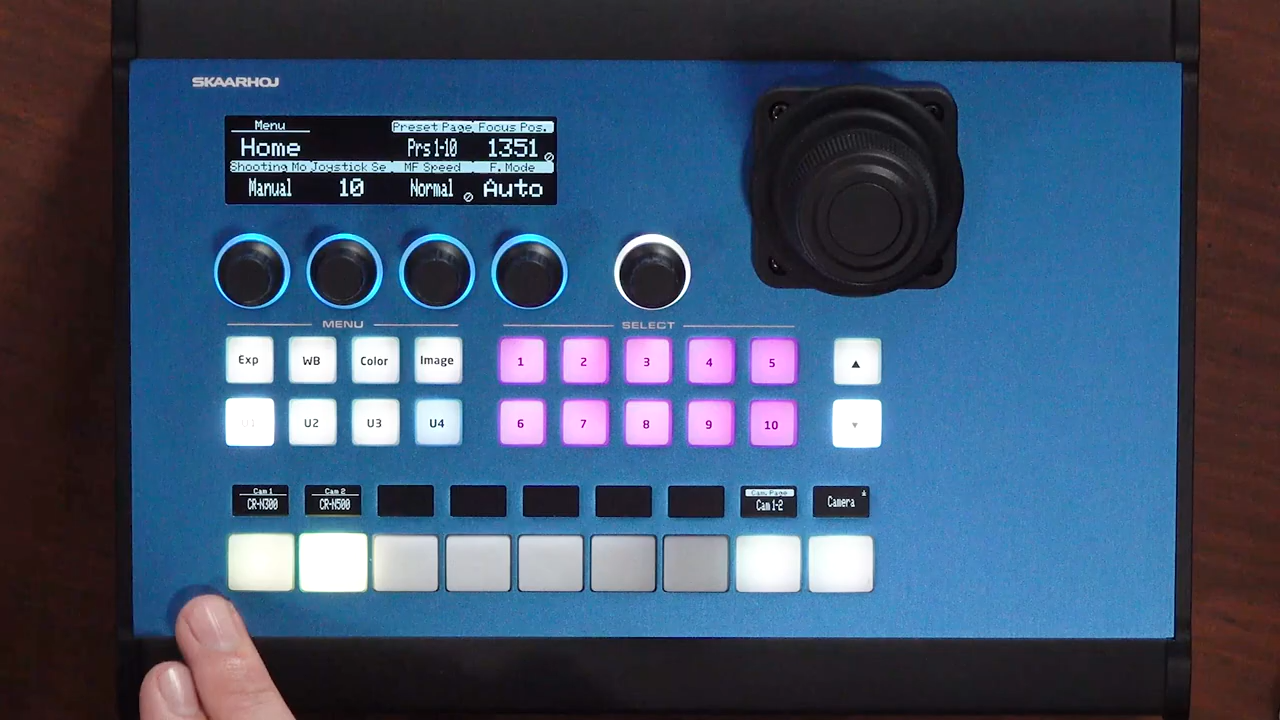 SKAARHOJ
Menu Preset Page Focus Pos.
Home Prs 1-10 1351
Shooting Mo Joystick Se MF Speed F. Mode
Manual 10 Normal Auto
MENU SELECT
Exp WB Color Image 1 2 3 4 5 ▲
U1 U2 U3 U4 6 7 8 9 10 ▼
Cam 1 Cam 2 Cam. Page
CR-N300 CR-N500 Cam 1-2 Camera